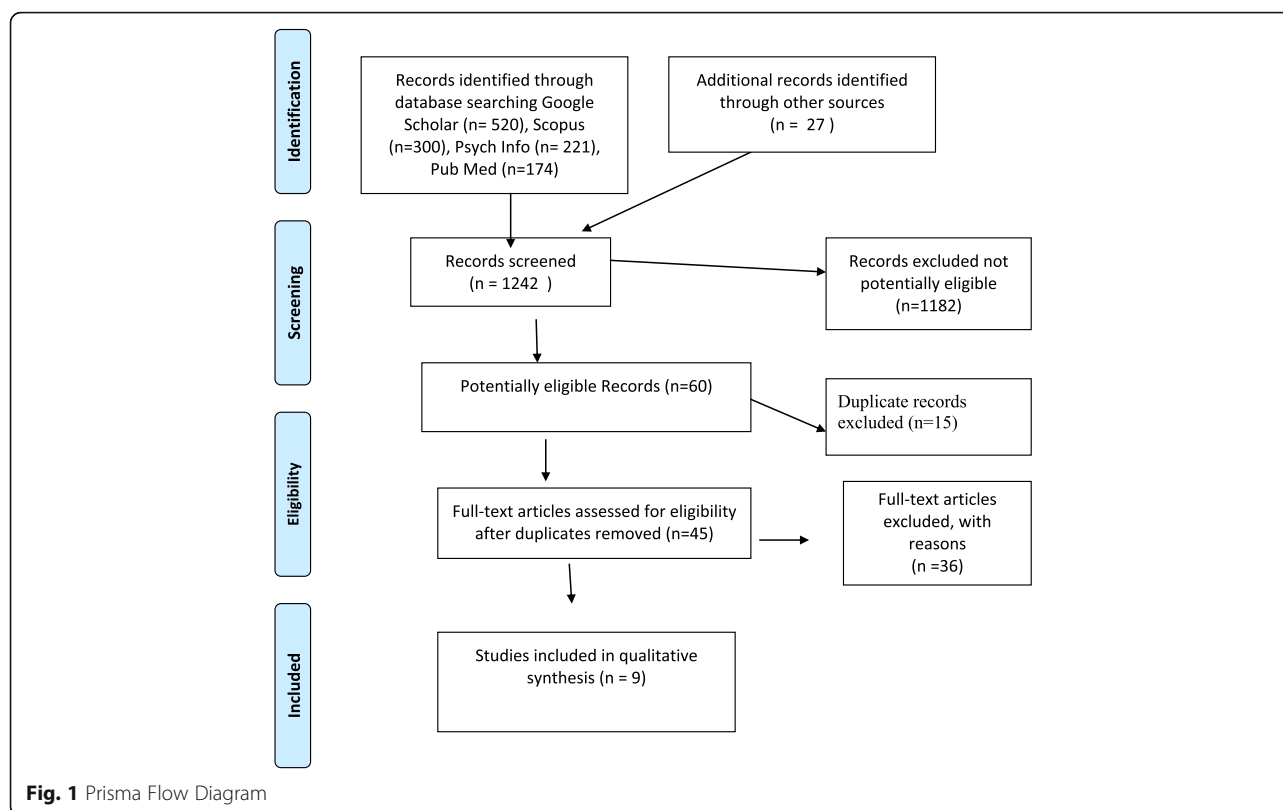 Identification
Records identified through
database searching Google
Scholar (n= 520), Scopus
(n=300), Psych Info (n= 221),
Pub Med (n=174)
Additional records identified
through other sources
(n = 27 )
Screening
Records screened
(n = 1242 )
Records excluded not
potentially eligible
(n=1182)
Potentially eligible Records (n=60)
Duplicate records
excluded (n=15)
Eligibility
Full-text articles assessed for eligibility
after duplicates removed (n=45)
Full-text articles
excluded, with
reasons
(n =36)
Included
Studies included in qualitative
synthesis (n = 9)
Fig. 1 Prisma Flow Diagram